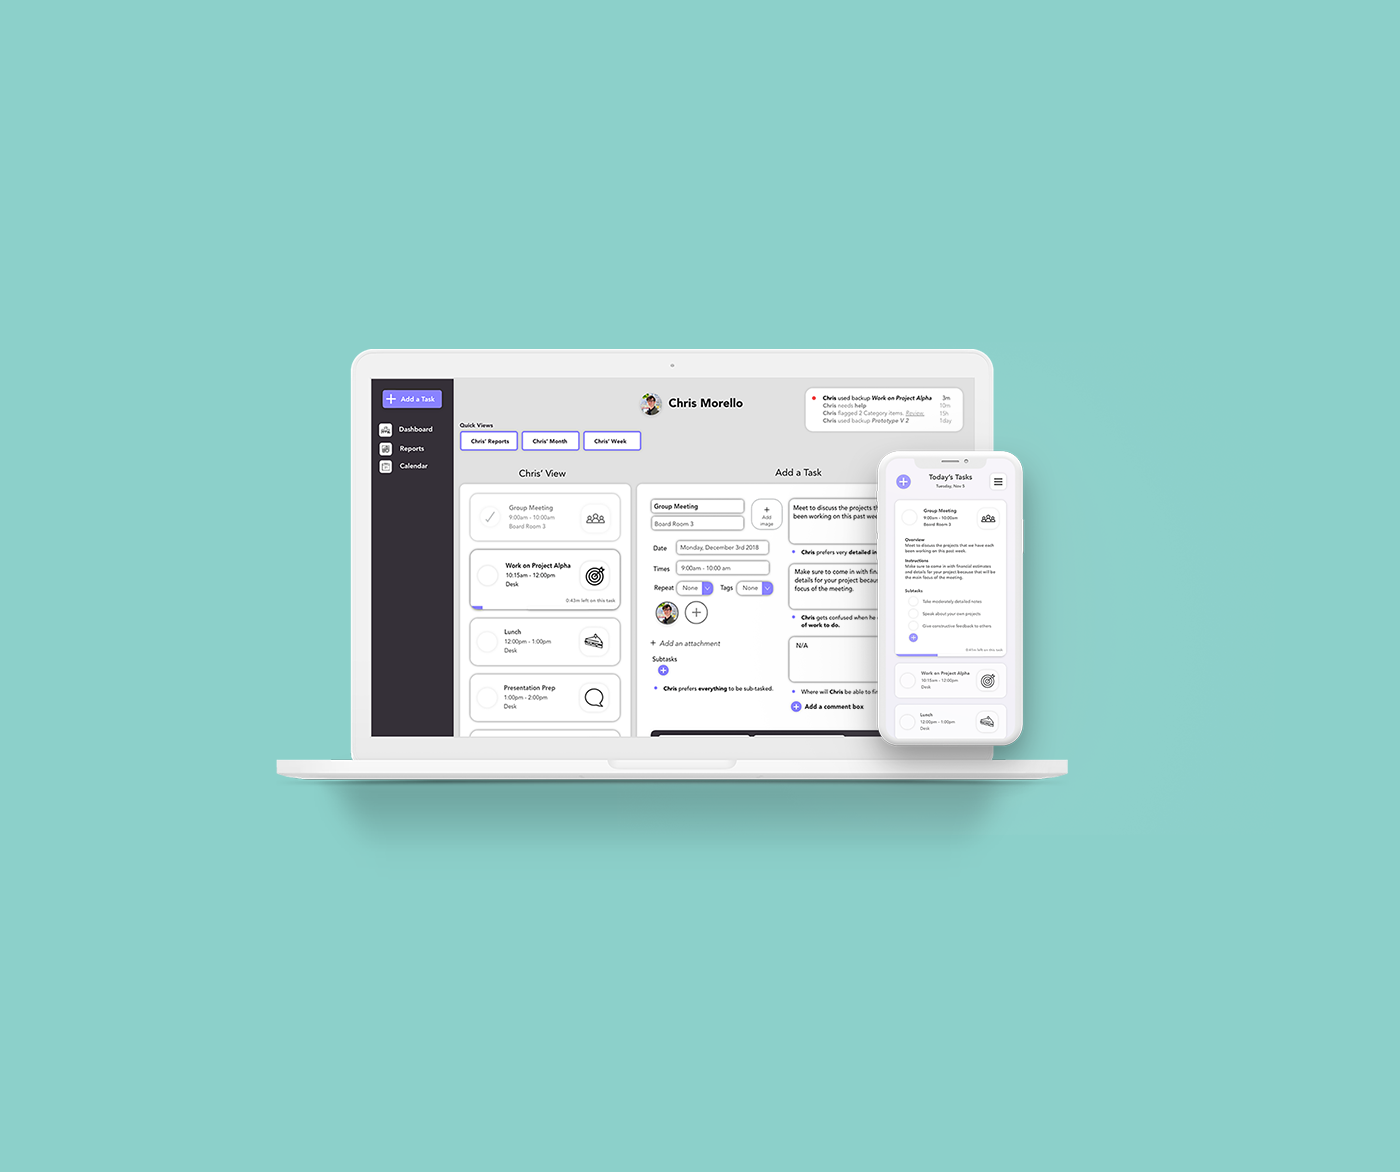 Add a Task
Dashboard
Reports
Calendar
Chris Morello
Quick Views
Chris' Reports
Chris' Month
Chris' Week
Chris used backup Work on Project Alpha 3m
Chris needs help 10m
Chris flagged 2 Category items. Review. 15h
Chris used backup Prototype V 2 1day
Chris' View
Group Meeting
9:00am - 10:00am
Board Room 3
Work on Project Alpha
10:15am - 12:00pm
Desk
0:43m left on this task
Lunch
12:00pm - 1:00pm
Desk
Presentation Prep
1:00pm - 2:00pm
Desk
Add a Task
Group Meeting
Board Room 3
Add
image
Date Monday, December 3rd 2018
Times 9:00am - 10:00 am
Repeat None Tags None
Add an attachment
Subtasks
Chris prefers everything to be sub-tasked.
Meet to discuss the projects th
been working on this past wee
Chris prefers very detailed in
Make sure to come in with fina
details for your project becaus
focus of the meeting.
Chris gets confused when he
of work to do.
N/A
Where will Chris be able to fin
Add a comment box
Today's Tasks
Tuesday, Nov 5
Group Meeting
9:00am - 10:00am
Board Room 3
Overview
Meet to discuss the projects that we have each
been working on this past week.
Instructions
Make sure to come in with financial estimates
and details for your project because that will be
the main focus of the meeting.
Subtasks
Take moderately detailed notes.
Speak about your own projects.
Give constructive feedback to others.
0:43m left on this task
Work on Project Alpha
10:15am - 12:00pm
Desk
Lunch
12:00pm - 1:00pm
Desk